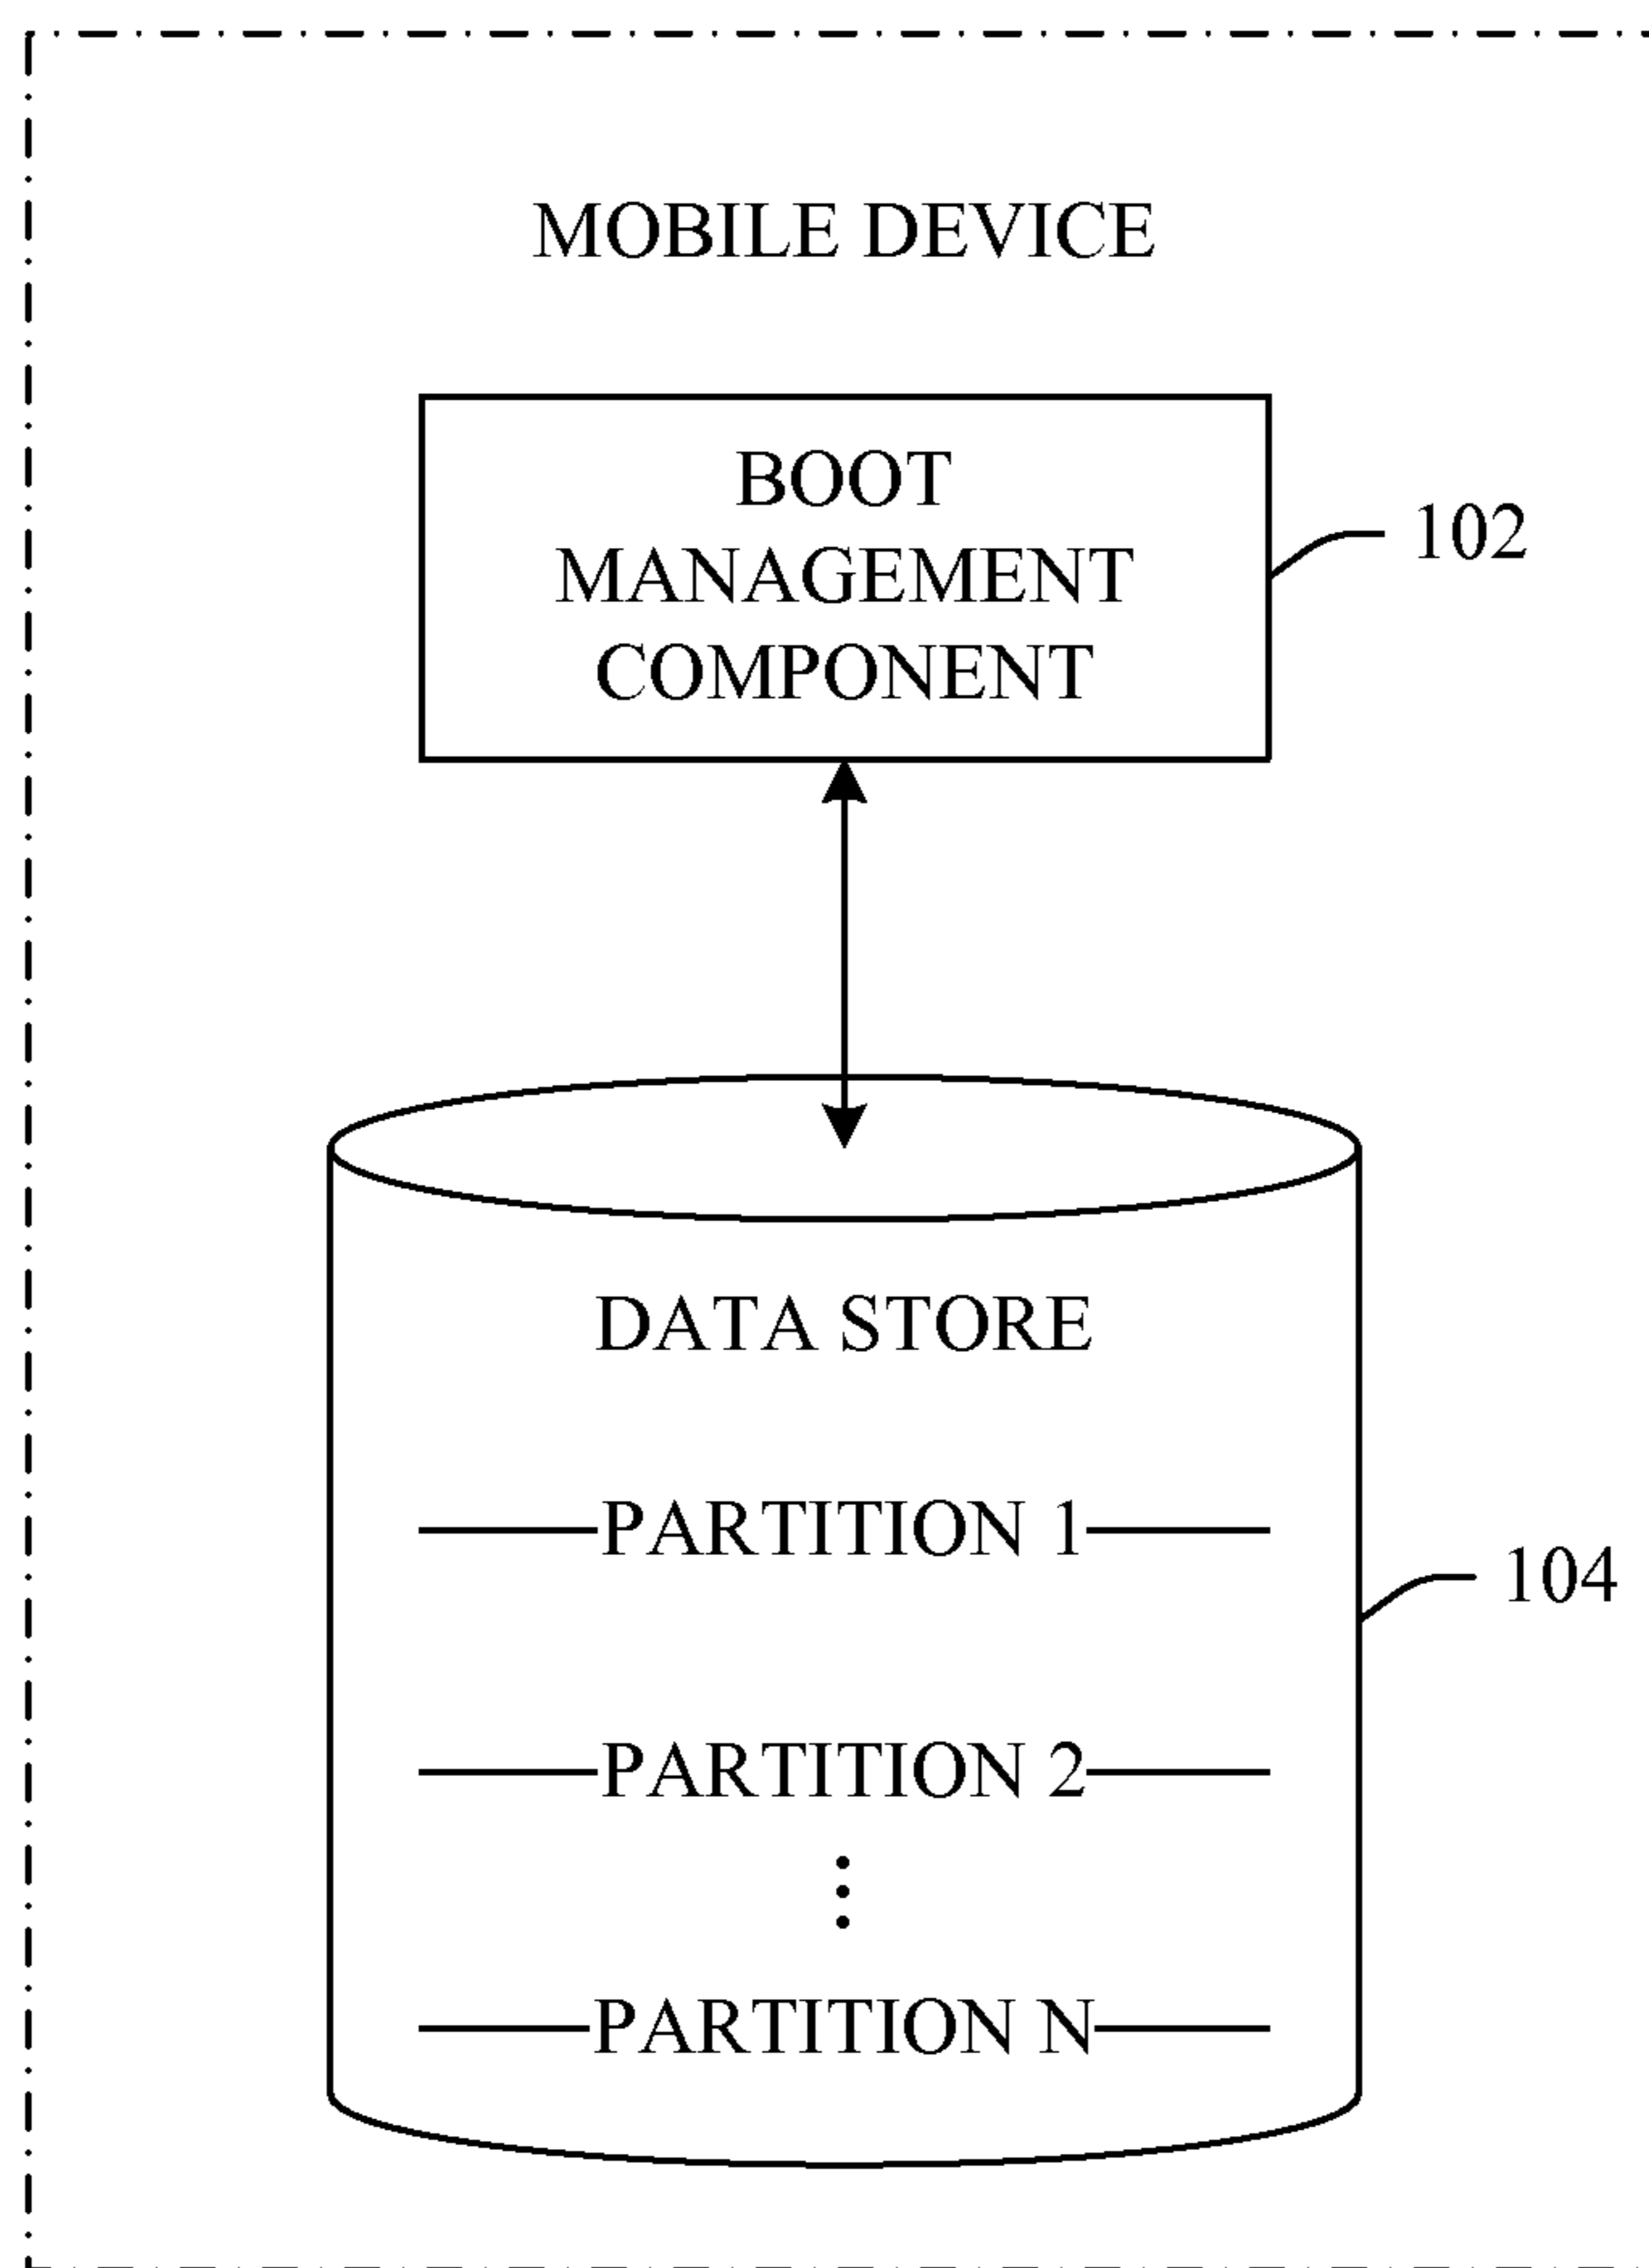 MOBILE DEVICE
BOOT
MANAGEMENT
COMPONENT
102
DATA STORE
PARTITION 1
104
PARTITION 2
PARTITION N